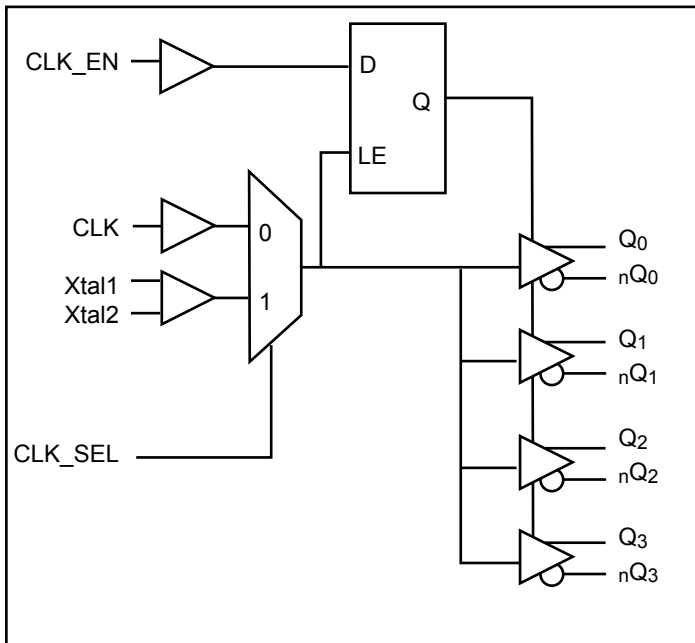 CLK_EN
D
Q
LE
CLK
0
Xtal1
1
Xtal2
CLK_SEL
Q0
nQ0
Q1
nQ1
Q2
nQ2
Q3
nQ3